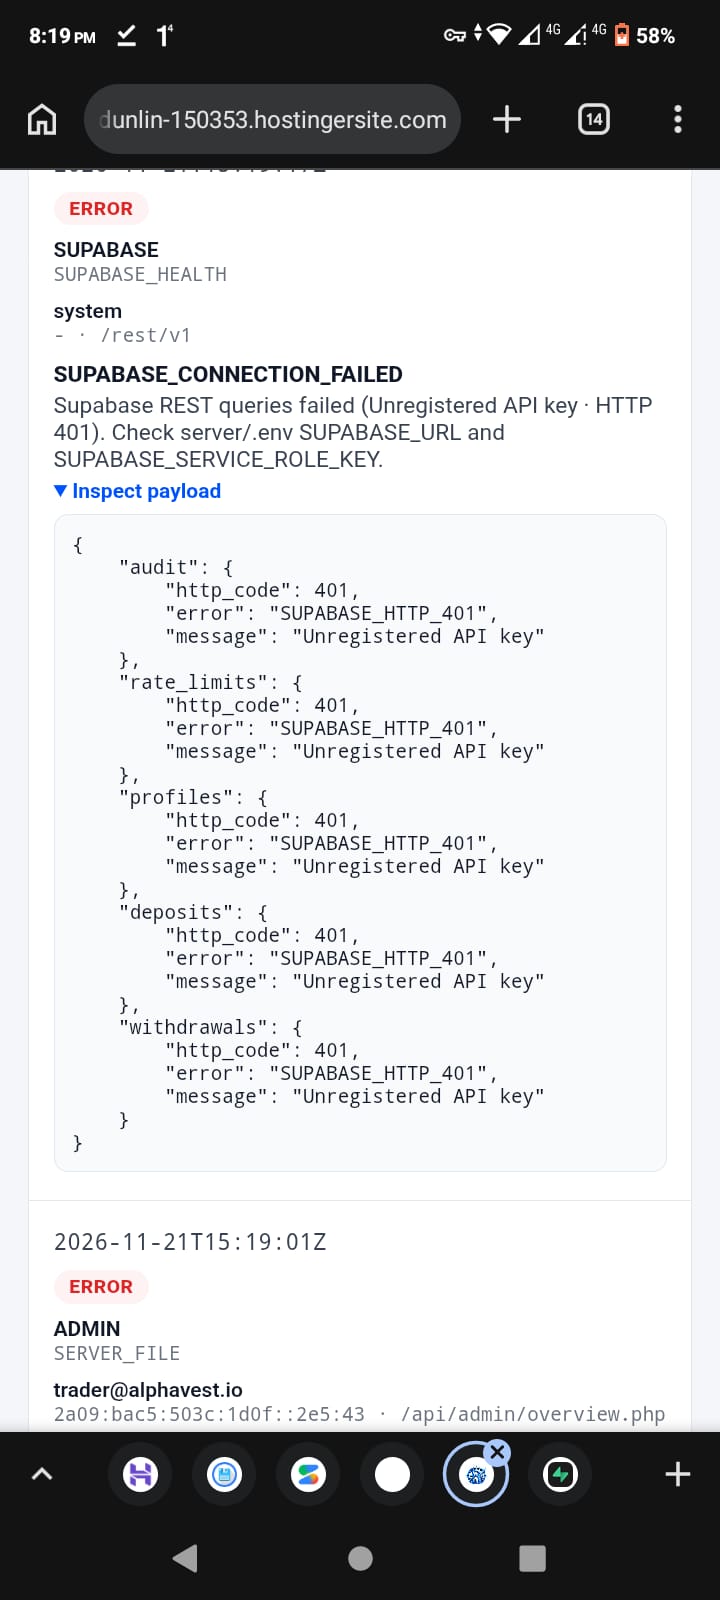 8:19 PM
4G
4G
58%
dunlin-150353.hostingersite.com
14
ERROR
SUPABASE
SUPABASE_HEALTH
system
- · /rest/v1
SUPABASE_CONNECTION_FAILED
Supabase REST queries failed (Unregistered API key · HTTP
401). Check server/.env SUPABASE_URL and
SUPABASE_SERVICE_ROLE_KEY.
▼ Inspect payload
{
    "audit": {
        "http_code": 401,
        "error": "SUPABASE_HTTP_401",
        "message": "Unregistered API key"
    },
    "rate_limits": {
        "http_code": 401,
        "error": "SUPABASE_HTTP_401",
        "message": "Unregistered API key"
    },
    "profiles": {
        "http_code": 401,
        "error": "SUPABASE_HTTP_401",
        "message": "Unregistered API key"
    },
    "deposits": {
        "http_code": 401,
        "error": "SUPABASE_HTTP_401",
        "message": "Unregistered API key"
    },
    "withdrawals": {
        "http_code": 401,
        "error": "SUPABASE_HTTP_401",
        "message": "Unregistered API key"
    }
}
2026-11-21T15:19:01Z
ERROR
ADMIN
SERVER_FILE
trader@alphavest.io
2a09:bac5:503c:1d0f::2e5:43 · /api/admin/overview.php